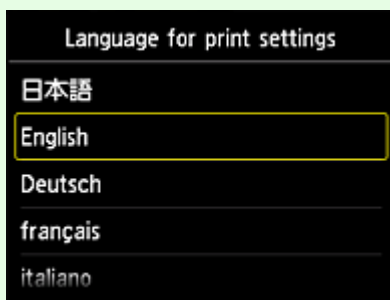 Language for print settings
日本語
English
Deutsch
français
italiano